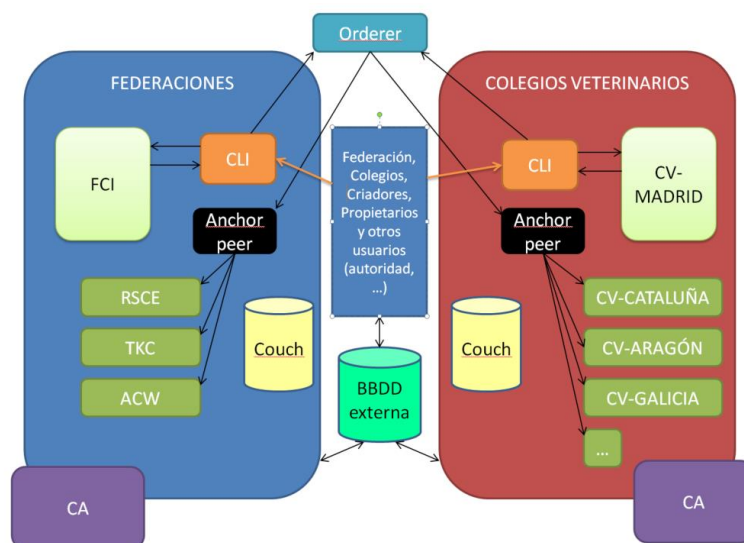 Orderer
FEDERACIONES
FCI
CLI
Anchor
peer
RSCE
TKC
ACW
Couch
CA
Federación,
Colegios,
Criadores,
Propietarios
y otros
usuarios
(autoridad,
...)
BBDD
externa
COLEGIOS VETERINARIOS
CLI
CV-
MADRID
Anchor
peer
CV-CATALUÑA
CV-ARAGÓN
CV-GALICIA
...
Couch
CA